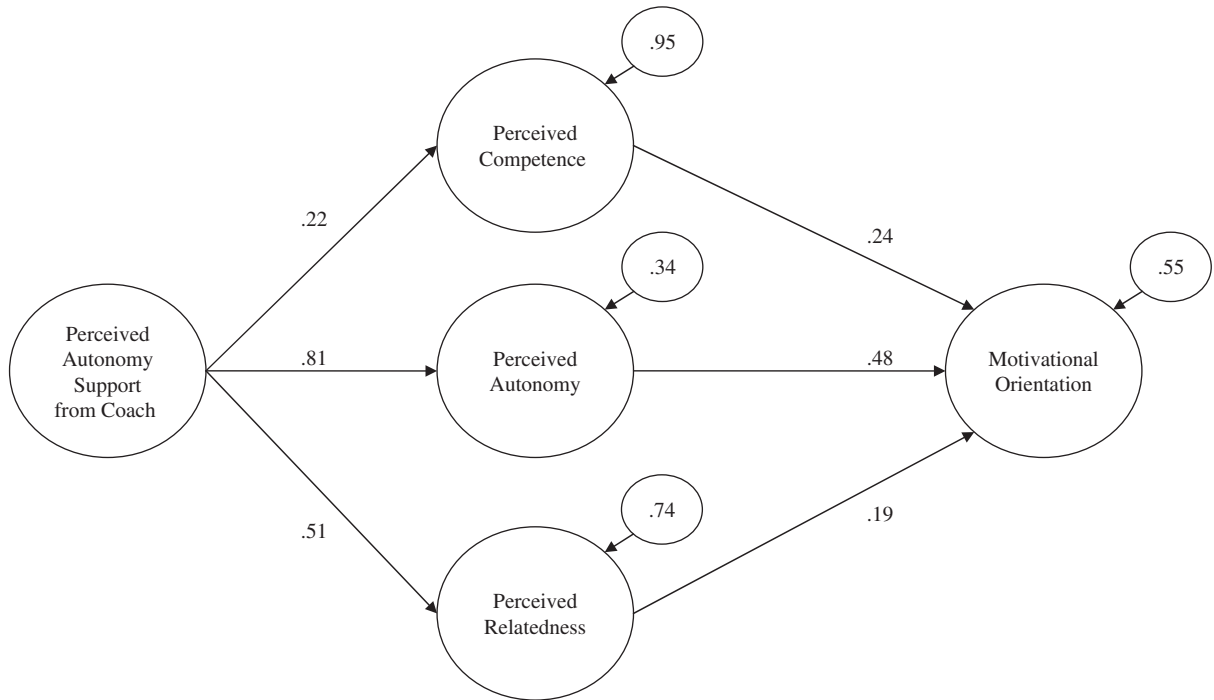 .95
Perceived
Competence
.22
.24
.34
.55
Perceived
Autonomy
Support
from Coach
.81
Perceived
Autonomy
.48
Motivational
Orientation
.51
.74
.19
Perceived
Relatedness